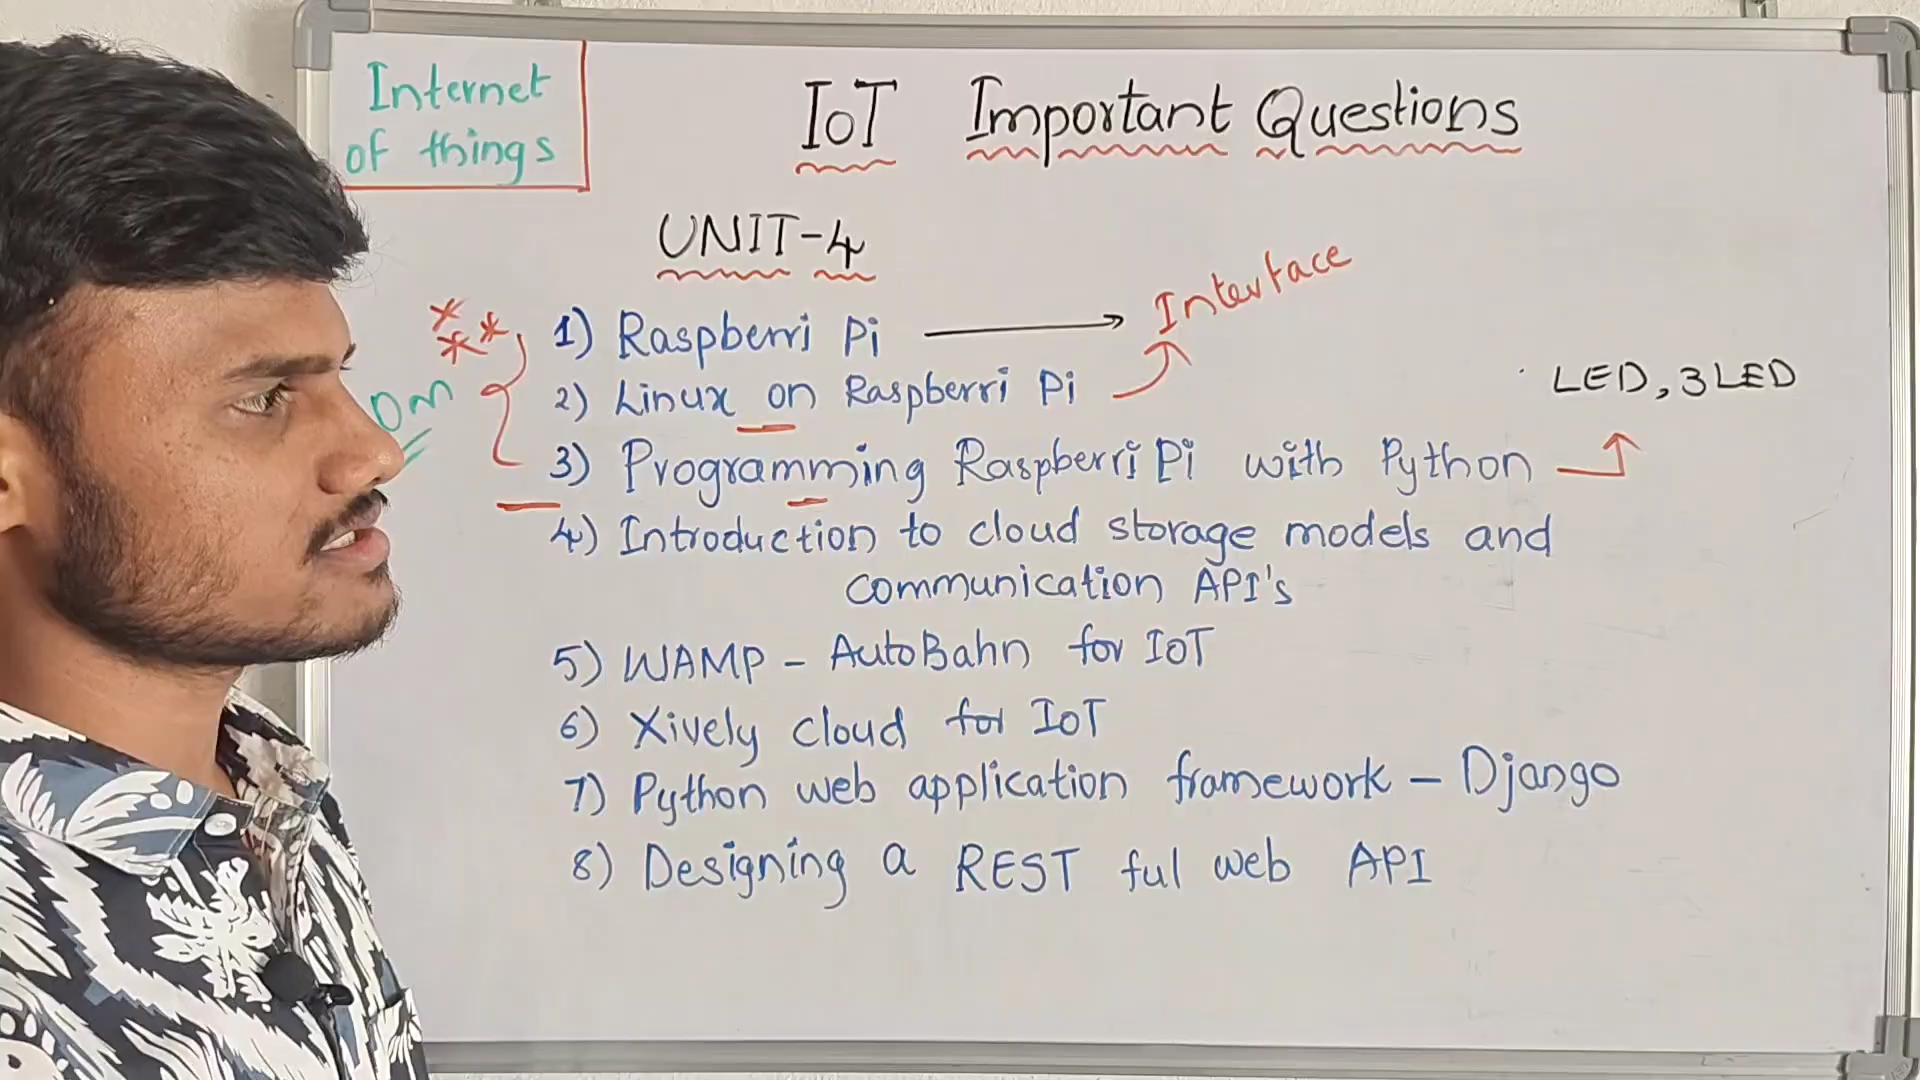 Internet
of things
IoT Important Questions
UNIT-4
1) Raspberri Pi → Interface
2) Linux on Raspberri Pi
LED, 3 LED
3) Programming Raspberri Pi with Python
4) Introduction to cloud storage models and
communication API's
5) WAMP - AutoBahn for IoT
6) Xively cloud for IoT
7) Python web application framework - Django
8) Designing a REST ful web API